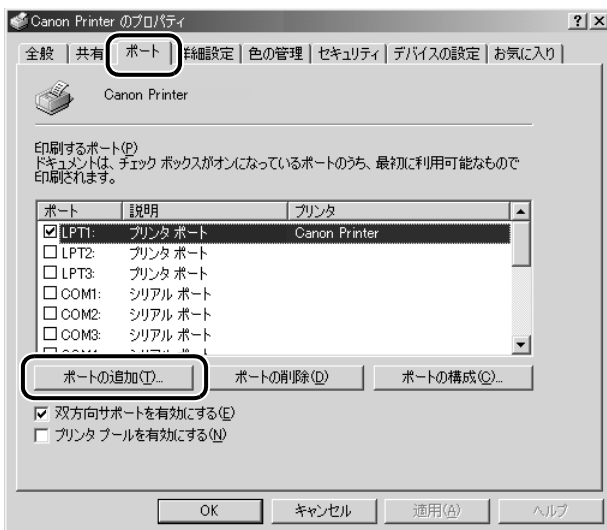 Canon Printer のプロパティ
全般 共有 ポート 詳細設定 色の管理 セキュリティ デバイスの設定 お気に入り
Canon Printer
印刷するポート(P)
ドキュメントは、チェック ボックスがオンになっているポートのうち、最初に利用可能なもので
印刷されます。
ポート 説明 プリンタ
LPT1: プリンタ ポート Canon Printer
LPT2: プリンタ ポート
LPT3: プリンタ ポート
COM1: シリアル ポート
COM2: シリアル ポート
COM3: シリアル ポート
ポートの追加(T)... ポートの削除(D) ポートの構成(C)...
双方向サポートを有効にする(E)
プリンタ プールを有効にする(N)
OK キャンセル 適用(A) ヘルプ